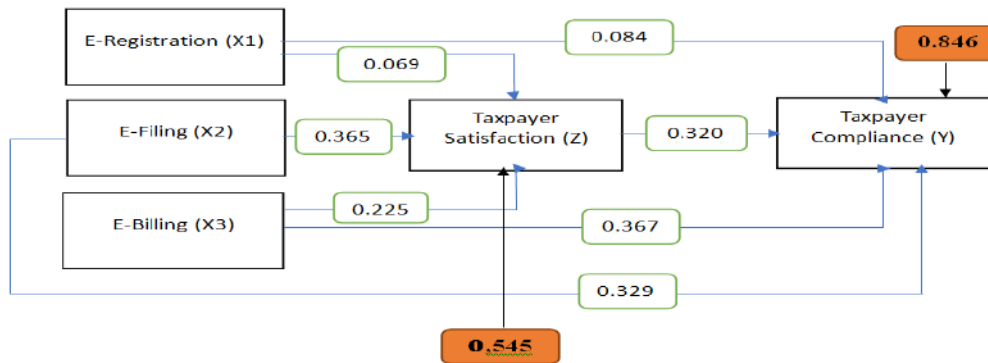 E-Registration (X1)
0.084
0.846
0.069
E-Filing (X2)
0.365
Taxpayer
Satisfaction (Z)
0.320
Taxpayer
Compliance (Y)
E-Billing (X3)
0.225
0.367
0.329
0,545